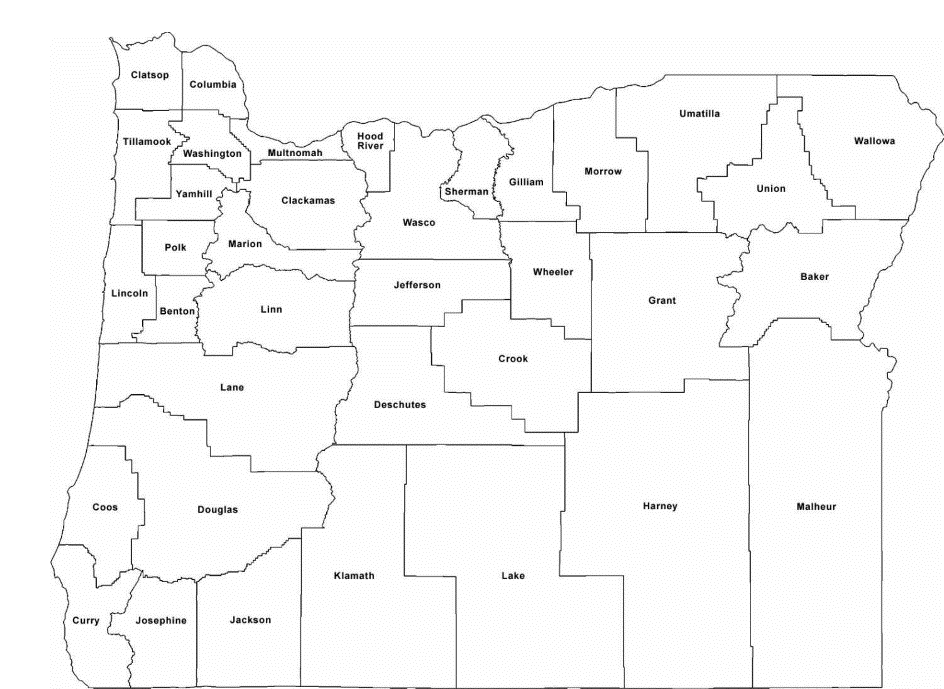 Clatsop
Columbia
Umatilla
Hood
River
Tillamook
Wallowa
Multnomah
Washington
Morrow
Gilliam
Union
Sherman
Yamhill
Clackamas
Wasco
Marion
Polk
Wheeler
Baker
Jefferson
Lincoln
Grant
Benton
Linn
Crook
Lane
Deschutes
Coos
Douglas
Harney
Malheur
Klamath
Lake
Curry
Josephine
Jackson